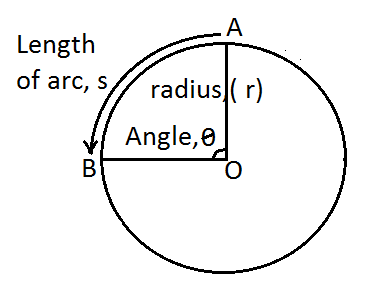 A
Length
of arc, s
radius,( r)
Angle,θ
B
O